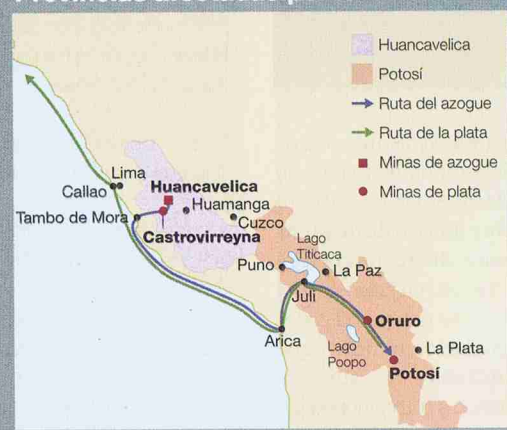 Huancavelica
Potosí
Ruta del azogue
Ruta de la plata
Minas de azogue
Minas de plata
Lima
Callao
Huancavelica
Tambo de Mora
Huamanga
Castrovirreyna
Cuzco
Lago
Titicaca
Puno
La Paz
Juli
Oruro
Arica
Lago
Poopo
La Plata
Potosí